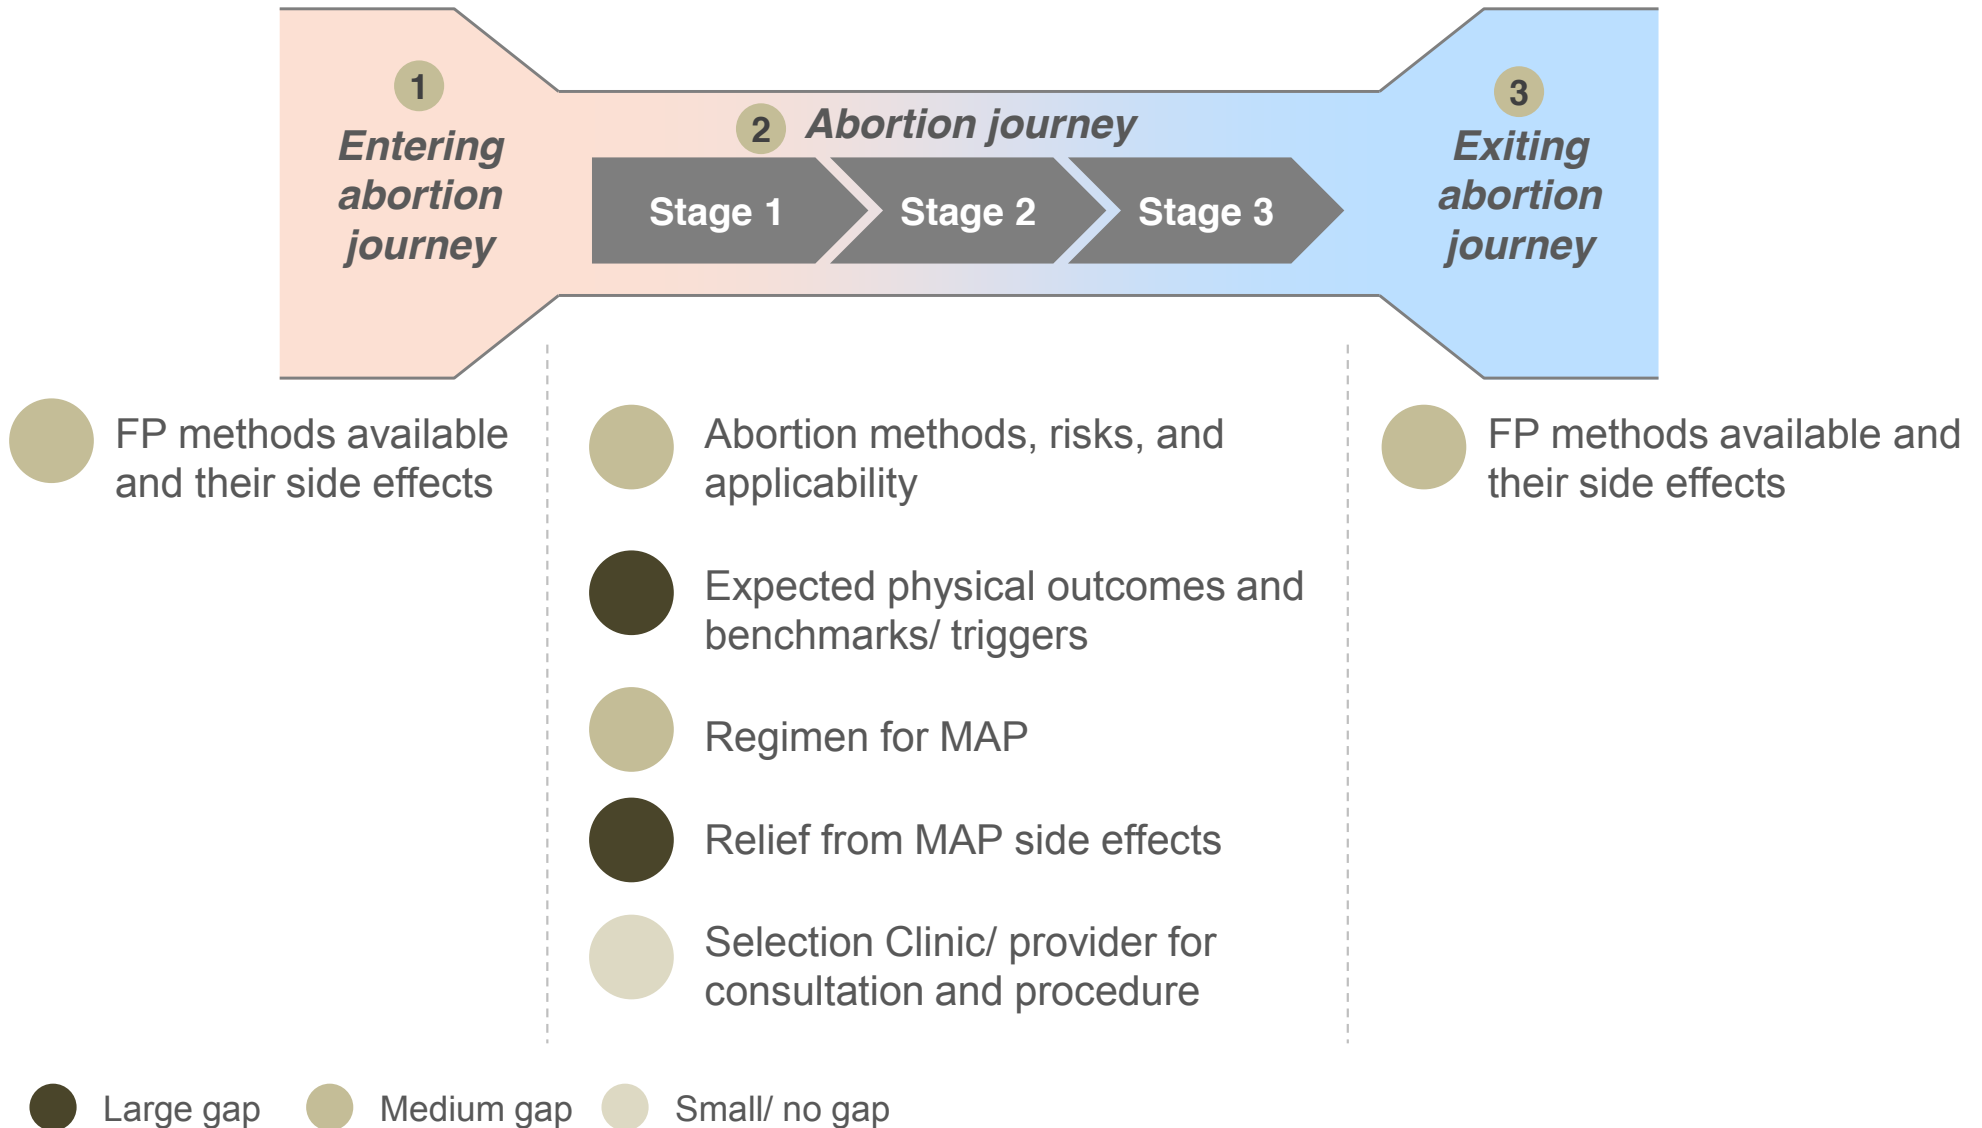 1
Entering
abortion
journey
2 Abortion journey
Stage 1
Stage 2
Stage 3
3
Exiting
abortion
journey
FP methods available
and their side effects
Abortion methods, risks, and
applicability
Expected physical outcomes and
benchmarks/ triggers
Regimen for MAP
Relief from MAP side effects
Selection Clinic/ provider for
consultation and procedure
FP methods available and
their side effects
Large gap
Medium gap
Small/ no gap